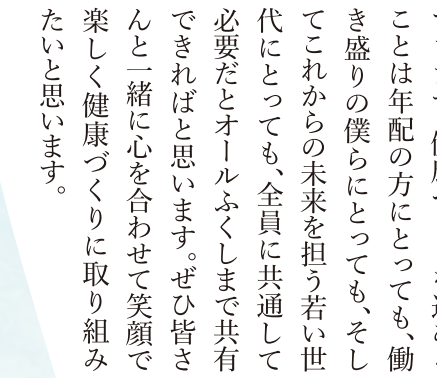 ことは年配の方にとっても、働
き盛りの僕らにとっても、そし
てこれからの未来を担う若い世
代にとっても、全員に共通して
必要だとオールふくしまで共有
できればと思います。ぜひ皆さ
んと一緒に心を合わせて笑顔で
楽しく健康づくりに取り組み
たいと思います。